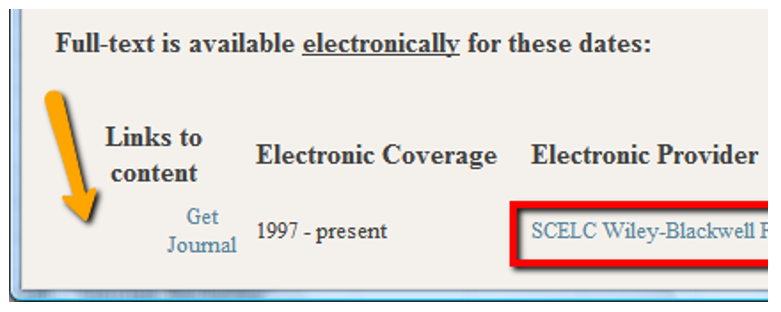 Full-text is available electronically for these dates:
Links to
content
Electronic Coverage
Electronic Provider
Get
Journal
1997 - present
SCELC Wiley-Blackwell